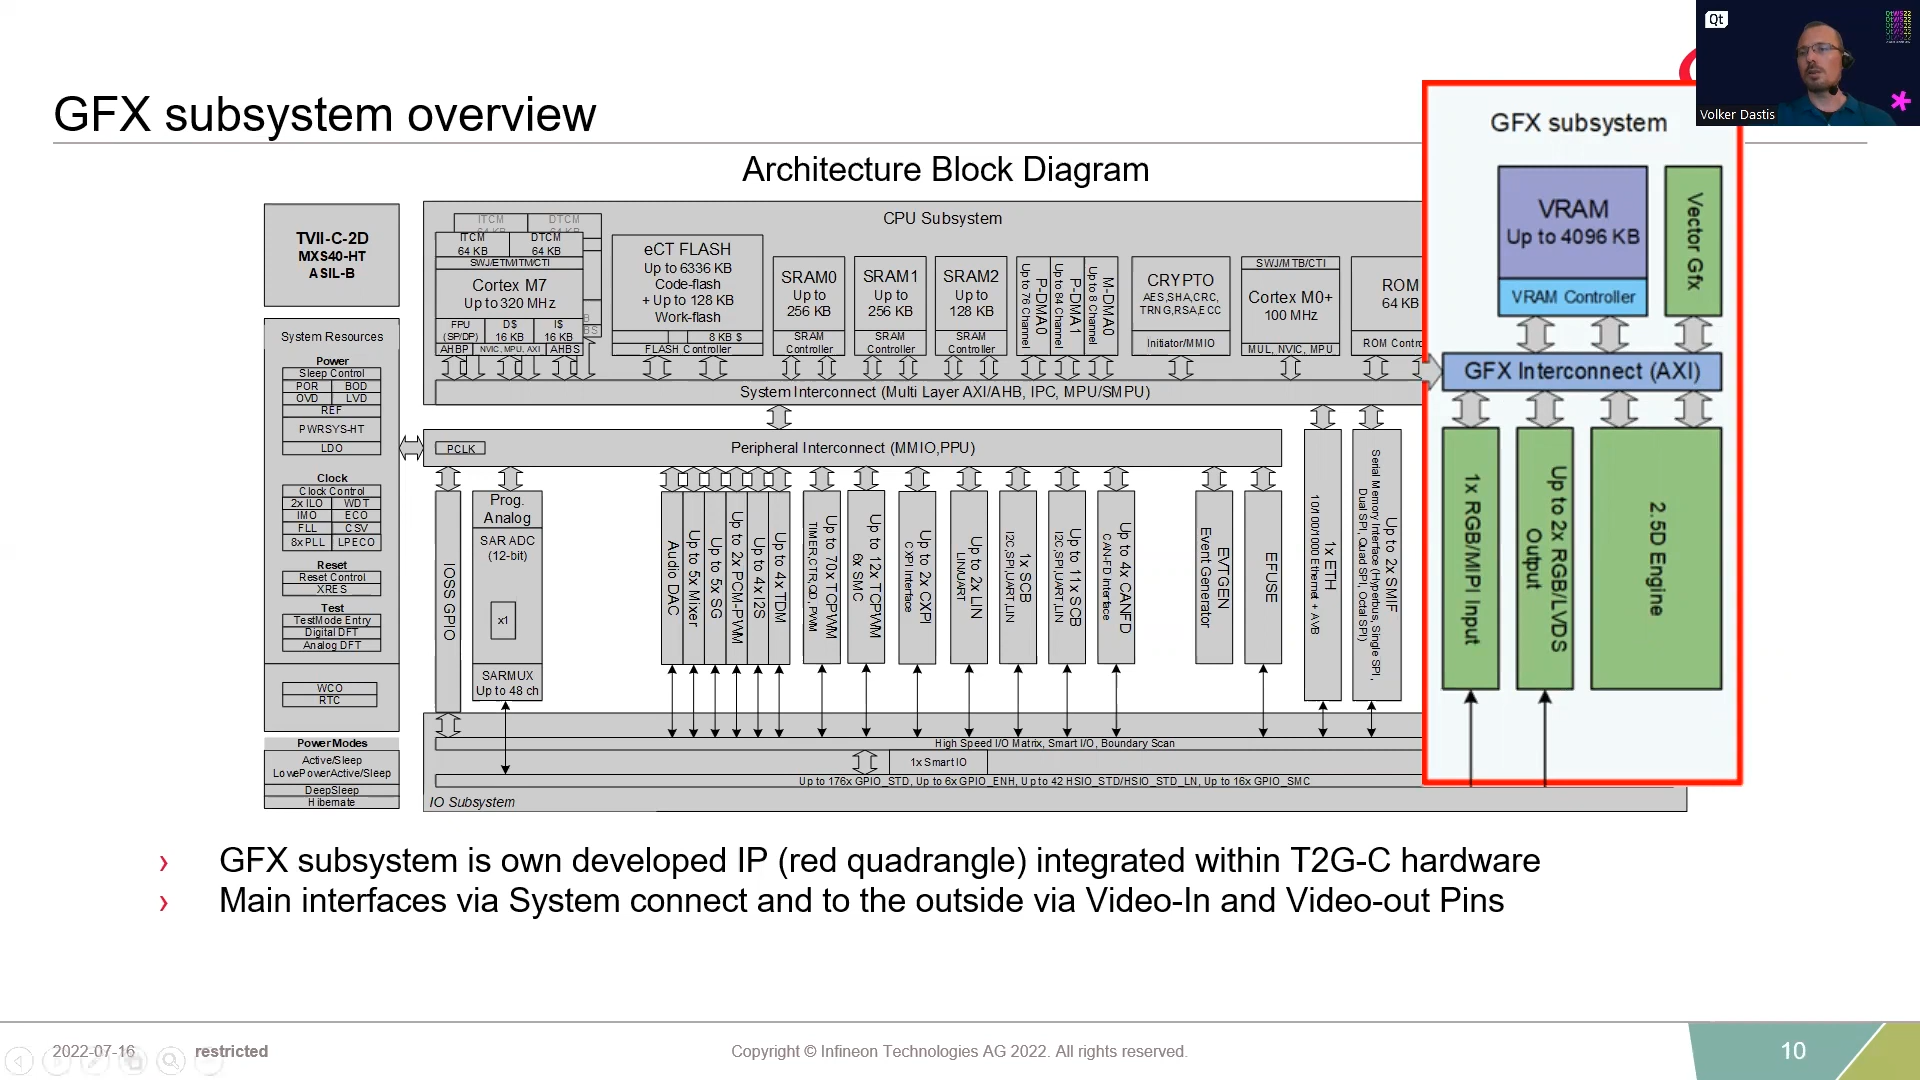 Qt
Volker Dastis
GFX subsystem overview
Architecture Block Diagram
TVII-C-2D
MXS40-HT
ASIL-B
System Resources
Power
Sleep Control
POR BOD
OVD LVD
REF
PWRSYS-HT
LDO
Clock
Clock Control
2x ILO WDT
IMO ECO
FLL CSV
8xPLL LPECO
Reset
Reset Control
XRES
Test
TestMode Entry
Digital DFT
Analog DFT
WCO
RTC
Power Modes
Active/Sleep
LowePowerActive/Sleep
DeepSleep
Hibernate
CPU Subsystem
ITCM DTCM
ITCM DTCM
64 KB 64 KB
SWJ/ETM/ITM/CTI
Cortex M7
Up to 320 MHz
FPU D$ I$
(SP/DP) 16 KB 16 KB
AHBP NVIC, MPU, AXI AHBS
eCT FLASH
Up to 6336 KB
Code-flash
+ Up to 128 KB
Work-flash
8 KB $
FLASH Controller
SRAM0
Up to
256 KB
SRAM
Controller
SRAM1
Up to
256 KB
SRAM
Controller
SRAM2
Up to
128 KB
SRAM
Controller
P-DMA0
Up to 76 Channel
P-DMA1
Up to 84 Channel
M-DMA0
Up to 8 Channel
CRYPTO
AES,SHA,CRC,
TRNG,RSA,ECC
Initiator/MMIO
SWJ/MTB/CTI
Cortex M0+
100 MHz
MUL, NVIC, MPU
ROM
64 KB
ROM Contro
System Interconnect (Multi Layer AXI/AHB, IPC, MPU/SMPU)
PCLK
Peripheral Interconnect (MMIO,PPU)
IOSS GPIO
Prog.
Analog
SAR ADC
(12-bit)
x1
SARMUX
Up to 48 ch
Audio DAC
Up to 5x Mixer
Up to 5x SG
Up to 2x PCM-PWM
Up to 4x I2S
Up to 4x TDM
Up to 70x TCPWM
TIMER,CTR,QD,PWM
Up to 12x TCPWM
6x SMC
Up to 2x CXPI
CXPI Interface
Up to 2x LIN
LIN/UART
1x SCB
I2C,SPI,UART,LIN
Up to 11x SCB
I2C,SPI,UART,LIN
Up to 4x CANFD
CAN-FD Interface
EVTGEN
Event Generator
EFUSE
1x ETH
10/100/1000 Ethernet + AVB
Up to 2x SMIF
Serial Memory Interface (Hyperbus, Single SPI,
Dual SPI, Quad SPI, Octal SPI)
High Speed I/O Matrix, Smart I/O, Boundary Scan
1x Smart IO
Up to 176x GPIO_STD, Up to 6x GPIO_ENH, Up to 42 HSIO_STD/HSIO_STD_LN, Up to 16x GPIO_SMC
IO Subsystem
GFX subsystem
VRAM
Up to 4096 KB
VRAM Controller
Vector Gfx
GFX Interconnect (AXI)
1x RGB/MIPI Input
Up to 2x RGB/LVDS
Output
2.5D Engine
› GFX subsystem is own developed IP (red quadrangle) integrated within T2G-C hardware
› Main interfaces via System connect and to the outside via Video-In and Video-out Pins
2022-07-16 restricted
Copyright © Infineon Technologies AG 2022. All rights reserved.
10